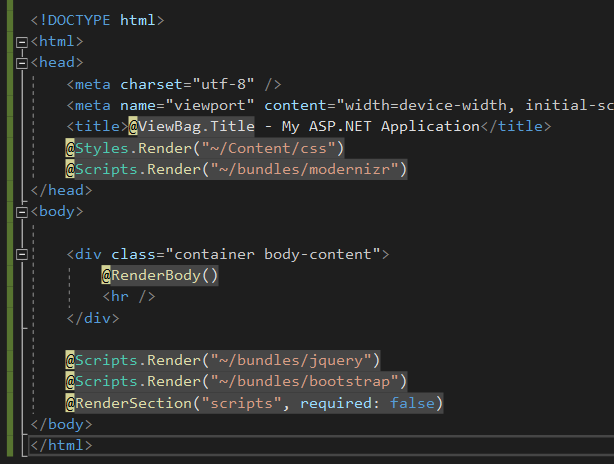 <!DOCTYPE html>
<html>
<head>
    <meta charset="utf-8" />
    <meta name="viewport" content="width=device-width, initial-sc
    <title>@ViewBag.Title - My ASP.NET Application</title>
    @Styles.Render("~/Content/css")
    @Scripts.Render("~/bundles/modernizr")
</head>
<body>
    <div class="container body-content">
        @RenderBody()
        <hr />
    </div>
    @Scripts.Render("~/bundles/jquery")
    @Scripts.Render("~/bundles/bootstrap")
    @RenderSection("scripts", required: false)
</body>
</html>